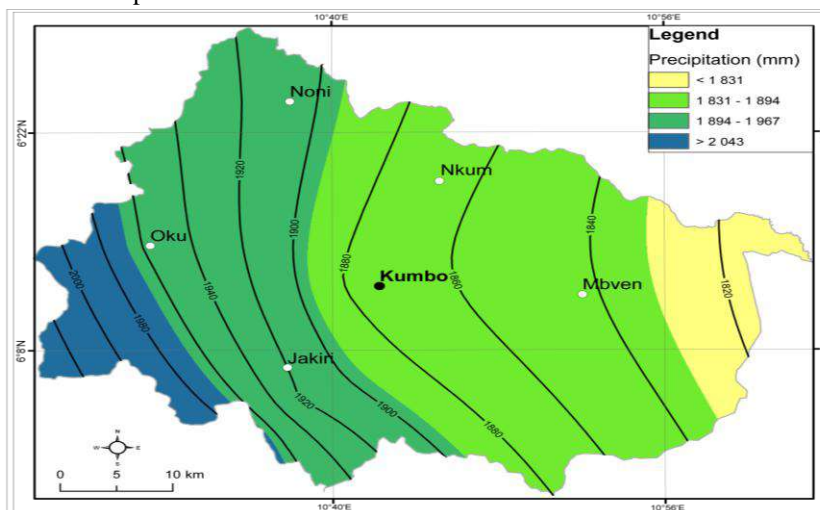 10°40'E
10°56'E
Legend
Precipitation (mm)
< 1 831
1 831 - 1 894
1 894 - 1 967
> 2 043
Noni
6°22'
1920
Nkum
1900
1840
Oku
1880
1860
2000
Kumbo
1940
1820
Mbven
1980
6°8'
Jakiri
1920
1900
1880
N
W
E
S
0 5 10 km
10°40'E
10°56'E